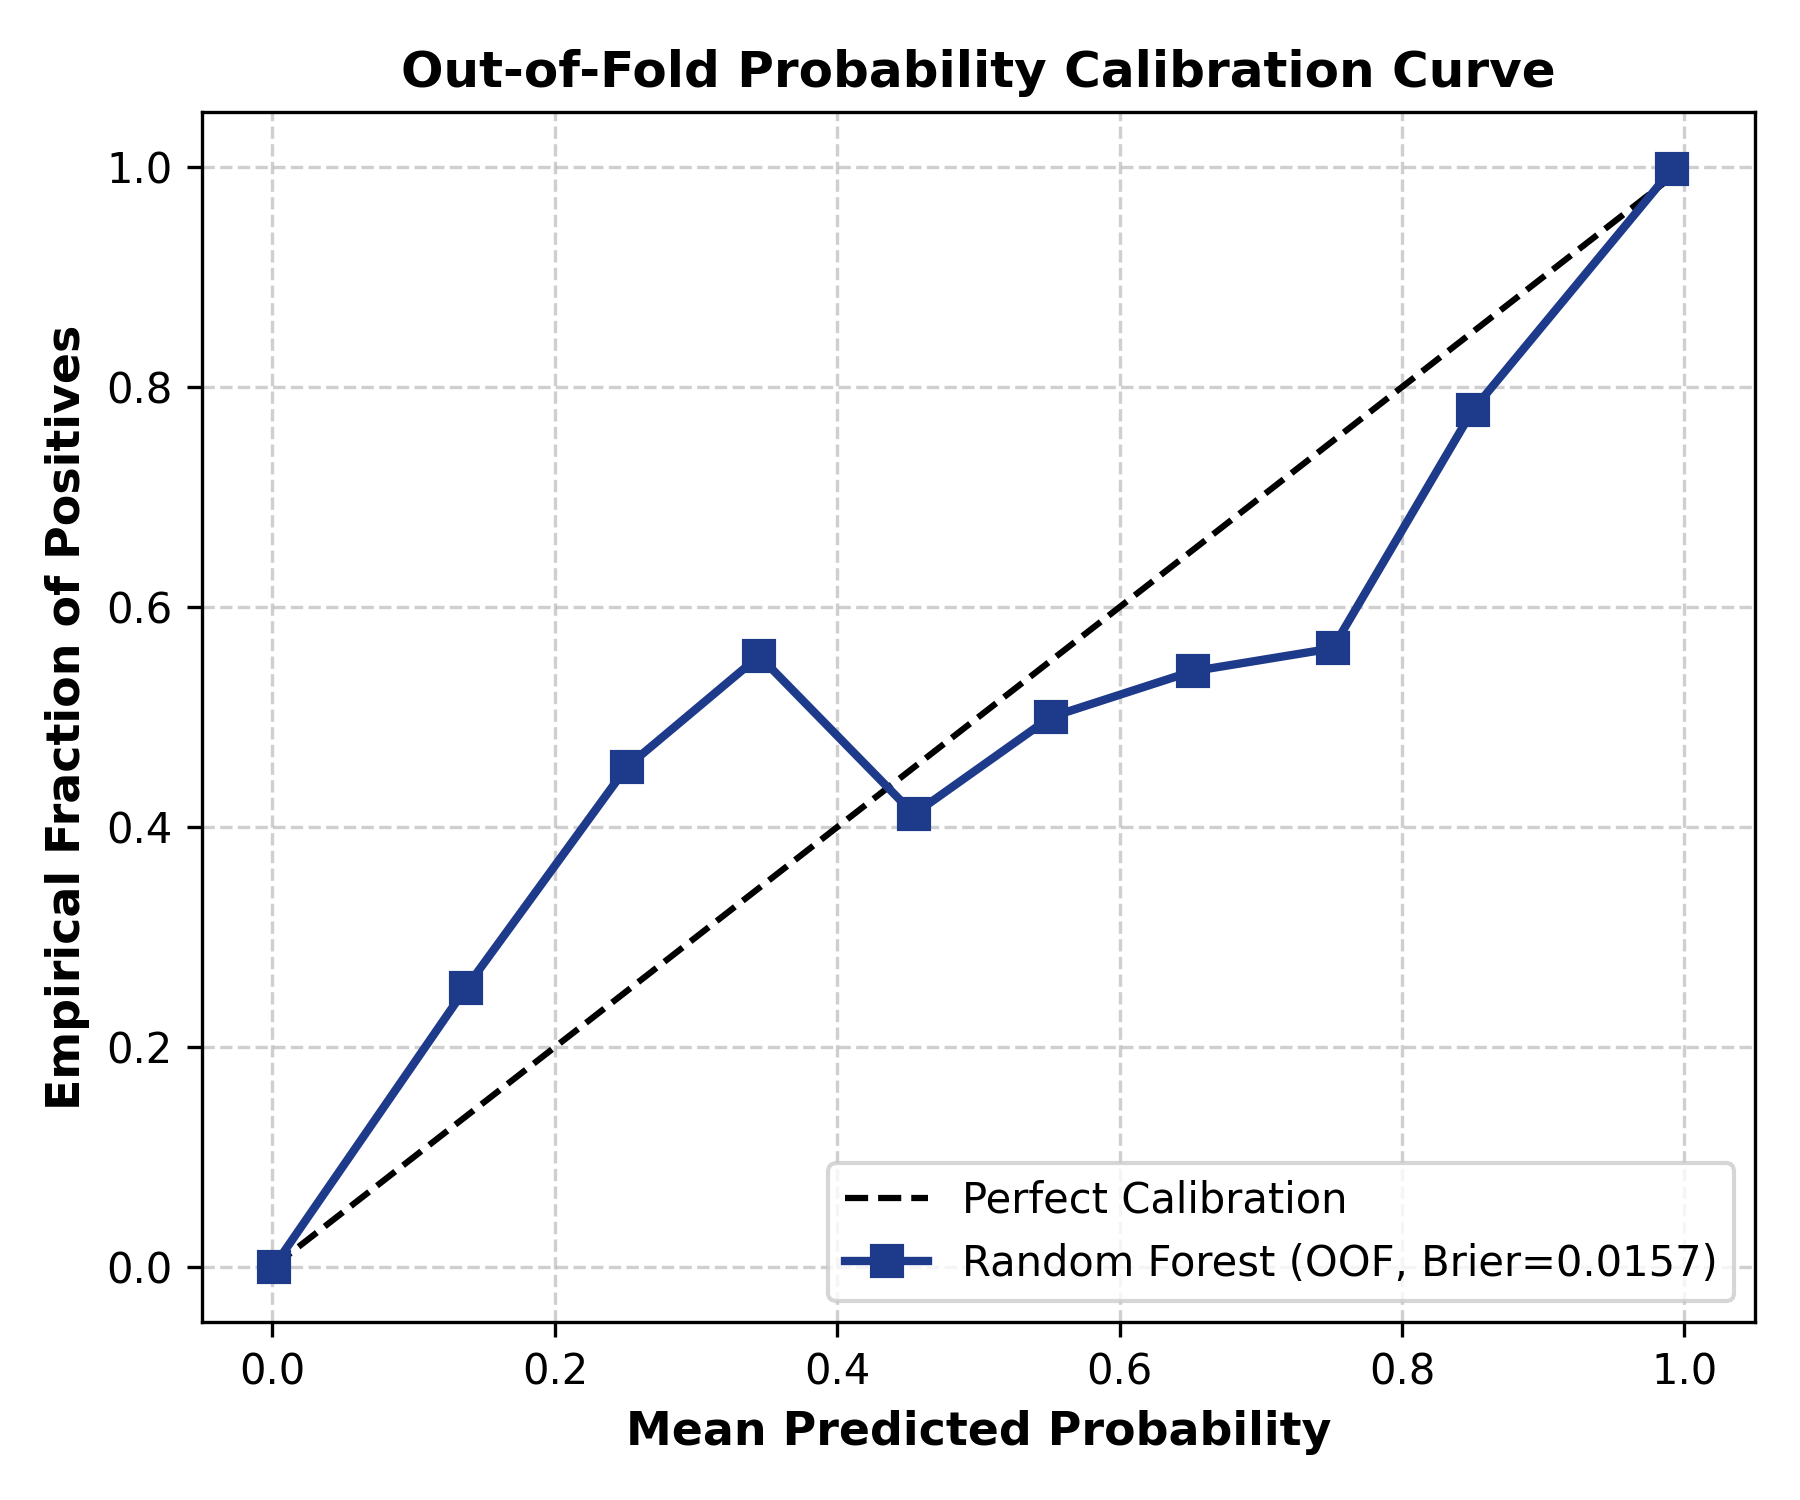 Out-of-Fold Probability Calibration Curve
1.0
0.8
0.6
0.4
0.2
0.0
Empirical Fraction of Positives
Perfect Calibration
Random Forest (OOF, Brier=0.0157)
0.0 0.2 0.4 0.6 0.8 1.0
Mean Predicted Probability